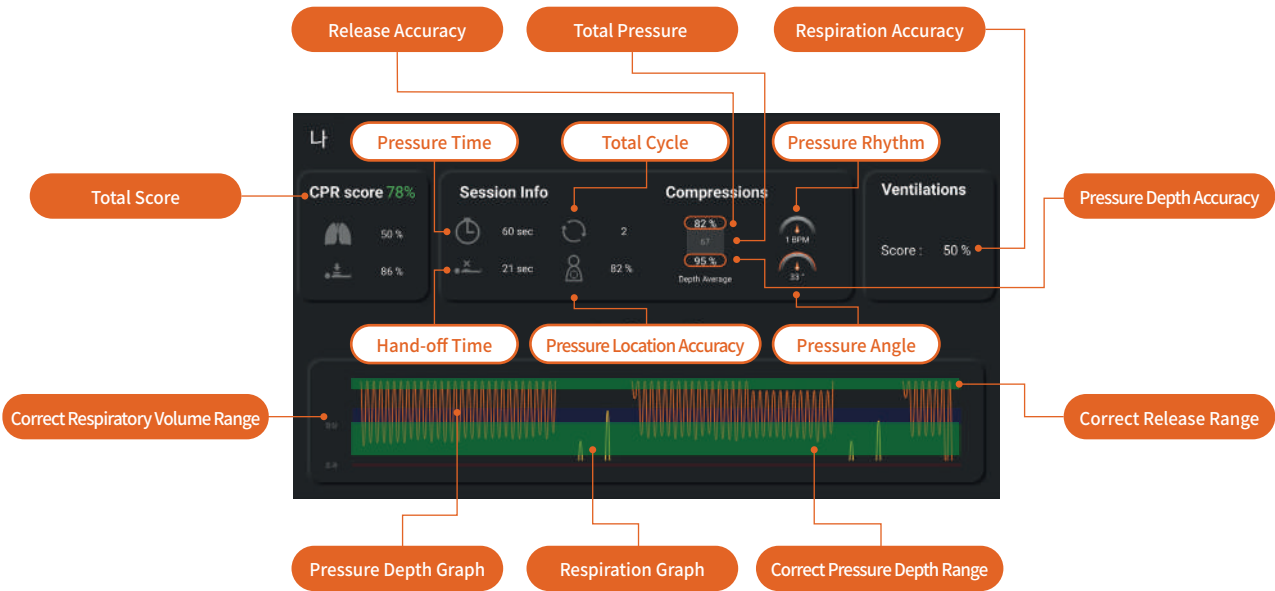 Release Accuracy
Total Pressure
Respiration Accuracy
나
Pressure Time
Total Cycle
Pressure Rhythm
Total Score
CPR score 78%
Session Info
Compressions
Ventilations
Pressure Depth Accuracy
50 %
60 sec
2
82 %
67
1 BPM
Score : 50 %
86 %
21 sec
82 %
95 %
Depth Average
33 °
Hand-off Time
Pressure Location Accuracy
Pressure Angle
Correct Respiratory Volume Range
Correct Release Range
Pressure Depth Graph
Respiration Graph
Correct Pressure Depth Range